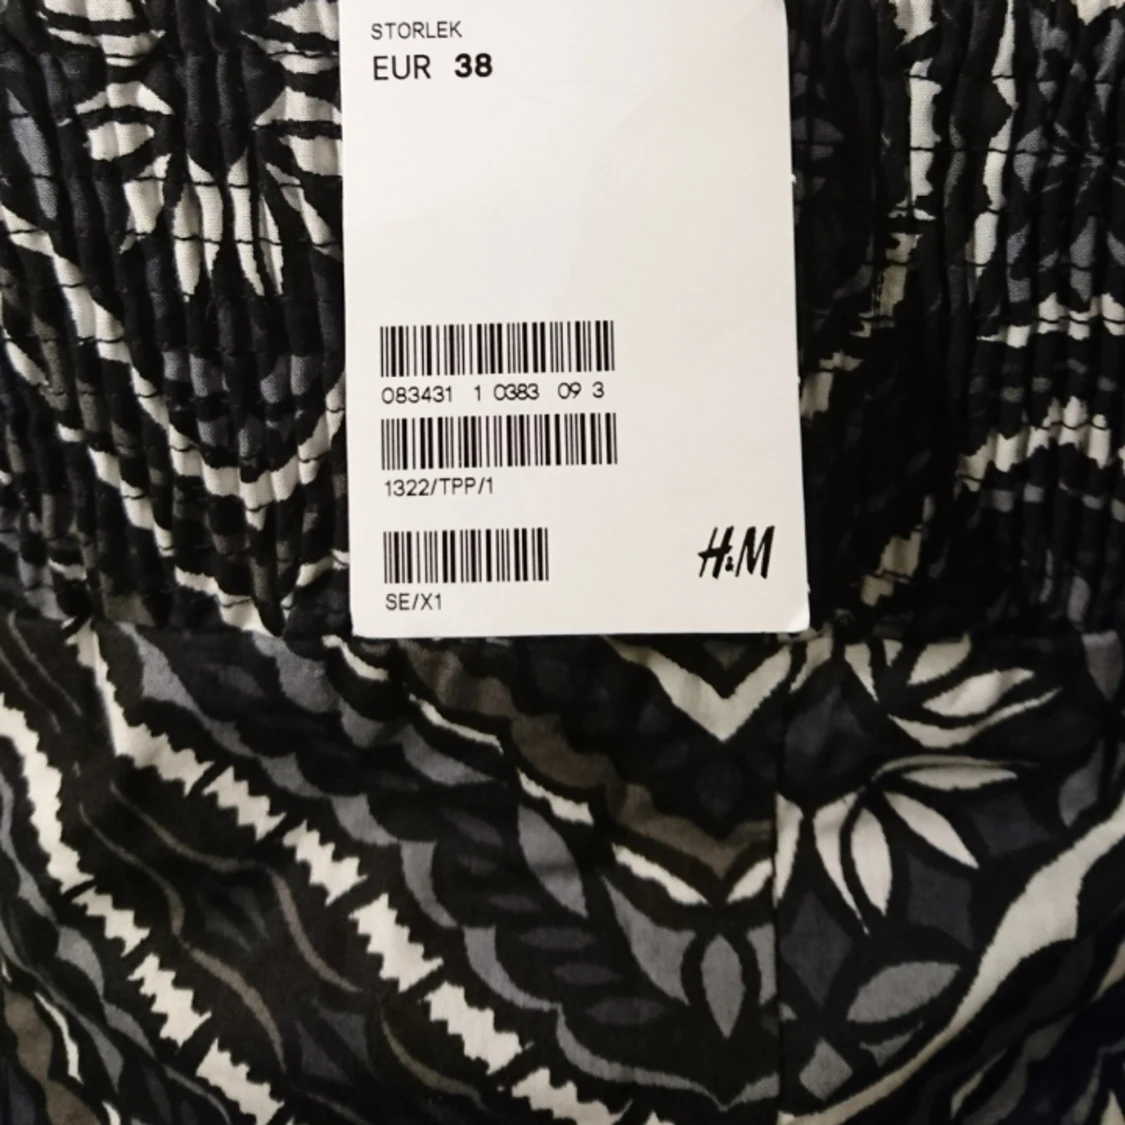 STORLEK
EUR 38
083431 1 0383 09 3
1322/TPP/1
H&M
SE/X1